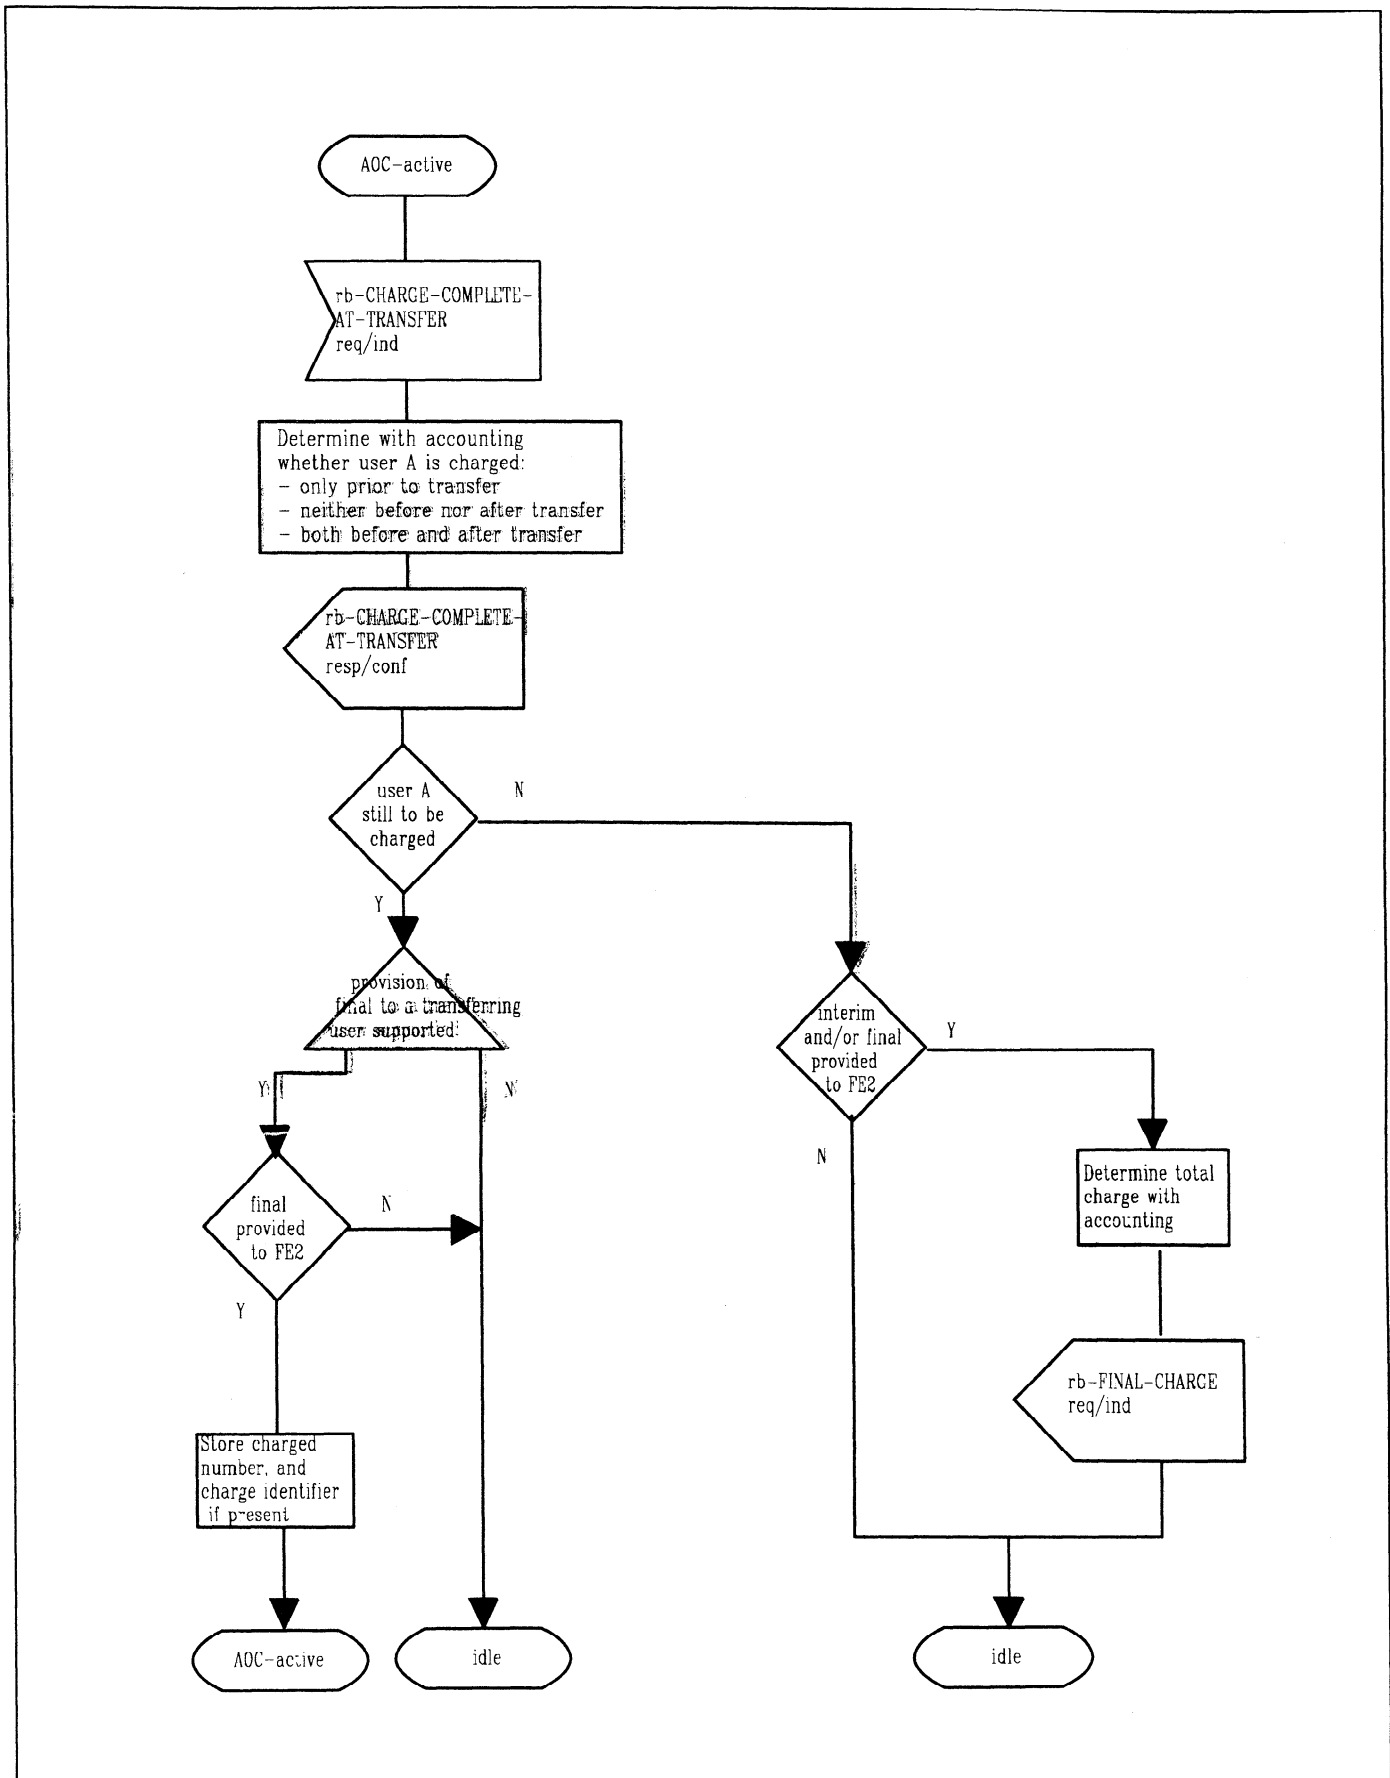 AOC-active
rb-CHARGE-COMPLETE-
AT-TRANSFER
req/ind
Determine with accounting
whether user A is charged:
- only prior to transfer
- neither before nor after transfer
- both before and after transfer
rb-CHARGE-COMPLETE-
AT-TRANSFER
resp/conf
user A
still to be
charged
N
Y
provision of
final to a transferring
user supported
Y
N
final
provided
to FE2
N
Y
Store charged
number, and
charge identifier
if present
AOC-active
idle
interim
and/or final
provided
to FE2
Y
N
Determine total
charge with
accounting
rb-FINAL-CHARGE
req/ind
idle